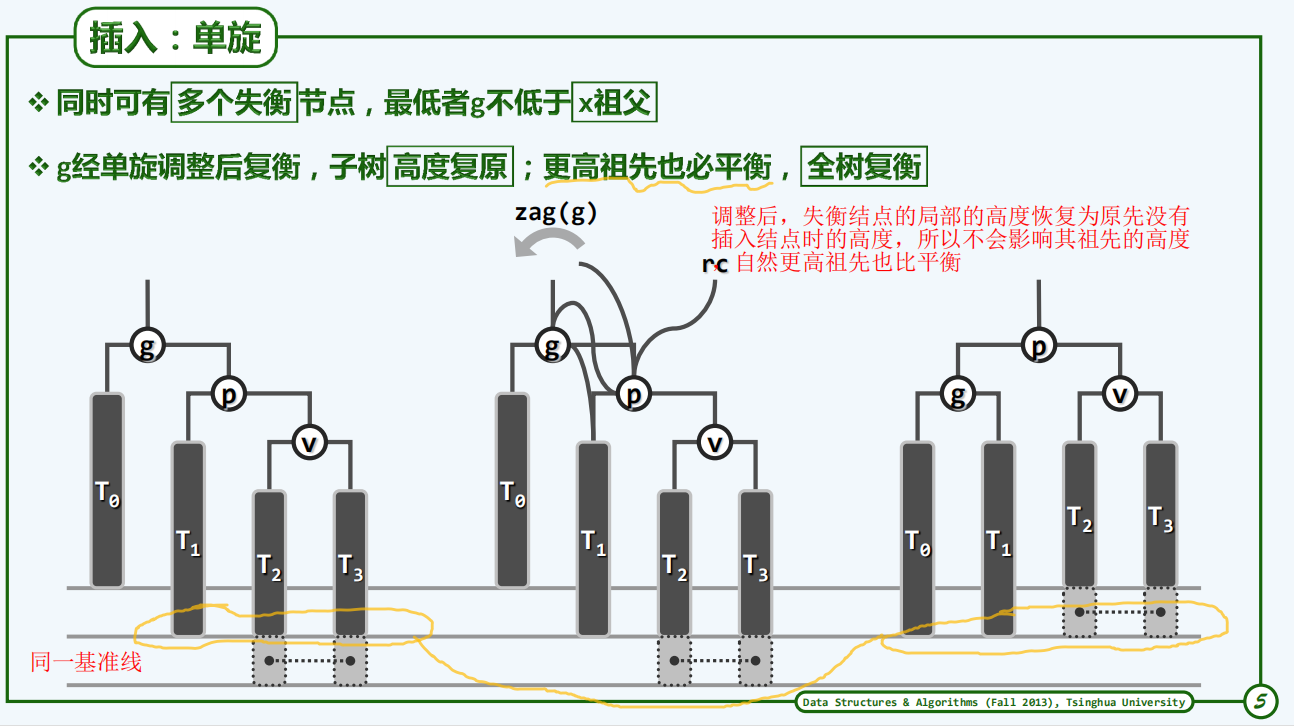 插入：单旋
❖ 同时可有多个失衡节点，最低者g不低于x祖父
❖ g经单旋调整后复衡，子树高度复原；更高祖先也必平衡，全树复衡
zag(g)
调整后，失衡结点的局部的高度恢复为原先没有
插入结点时的高度，所以不会影响其祖先的高度
rc 自然更高祖先也比平衡
g
p
v
T0
T1
T2
T3
g
p
v
T0
T1
T2
T3
p
g
v
T0
T1
T2
T3
同一基准线
Data Structures & Algorithms (Fall 2013), Tsinghua University
5